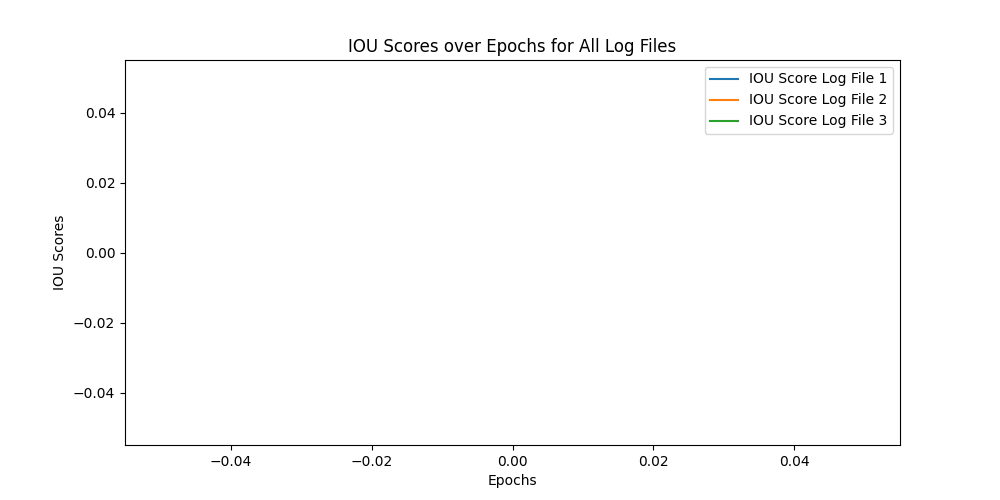 IOU Scores over Epochs for All Log Files
IOU Score Log File 1
IOU Score Log File 2
IOU Score Log File 3
0.04
0.02
0.00
−0.02
−0.04
IOU Scores
−0.04 −0.02 0.00 0.02 0.04
Epochs